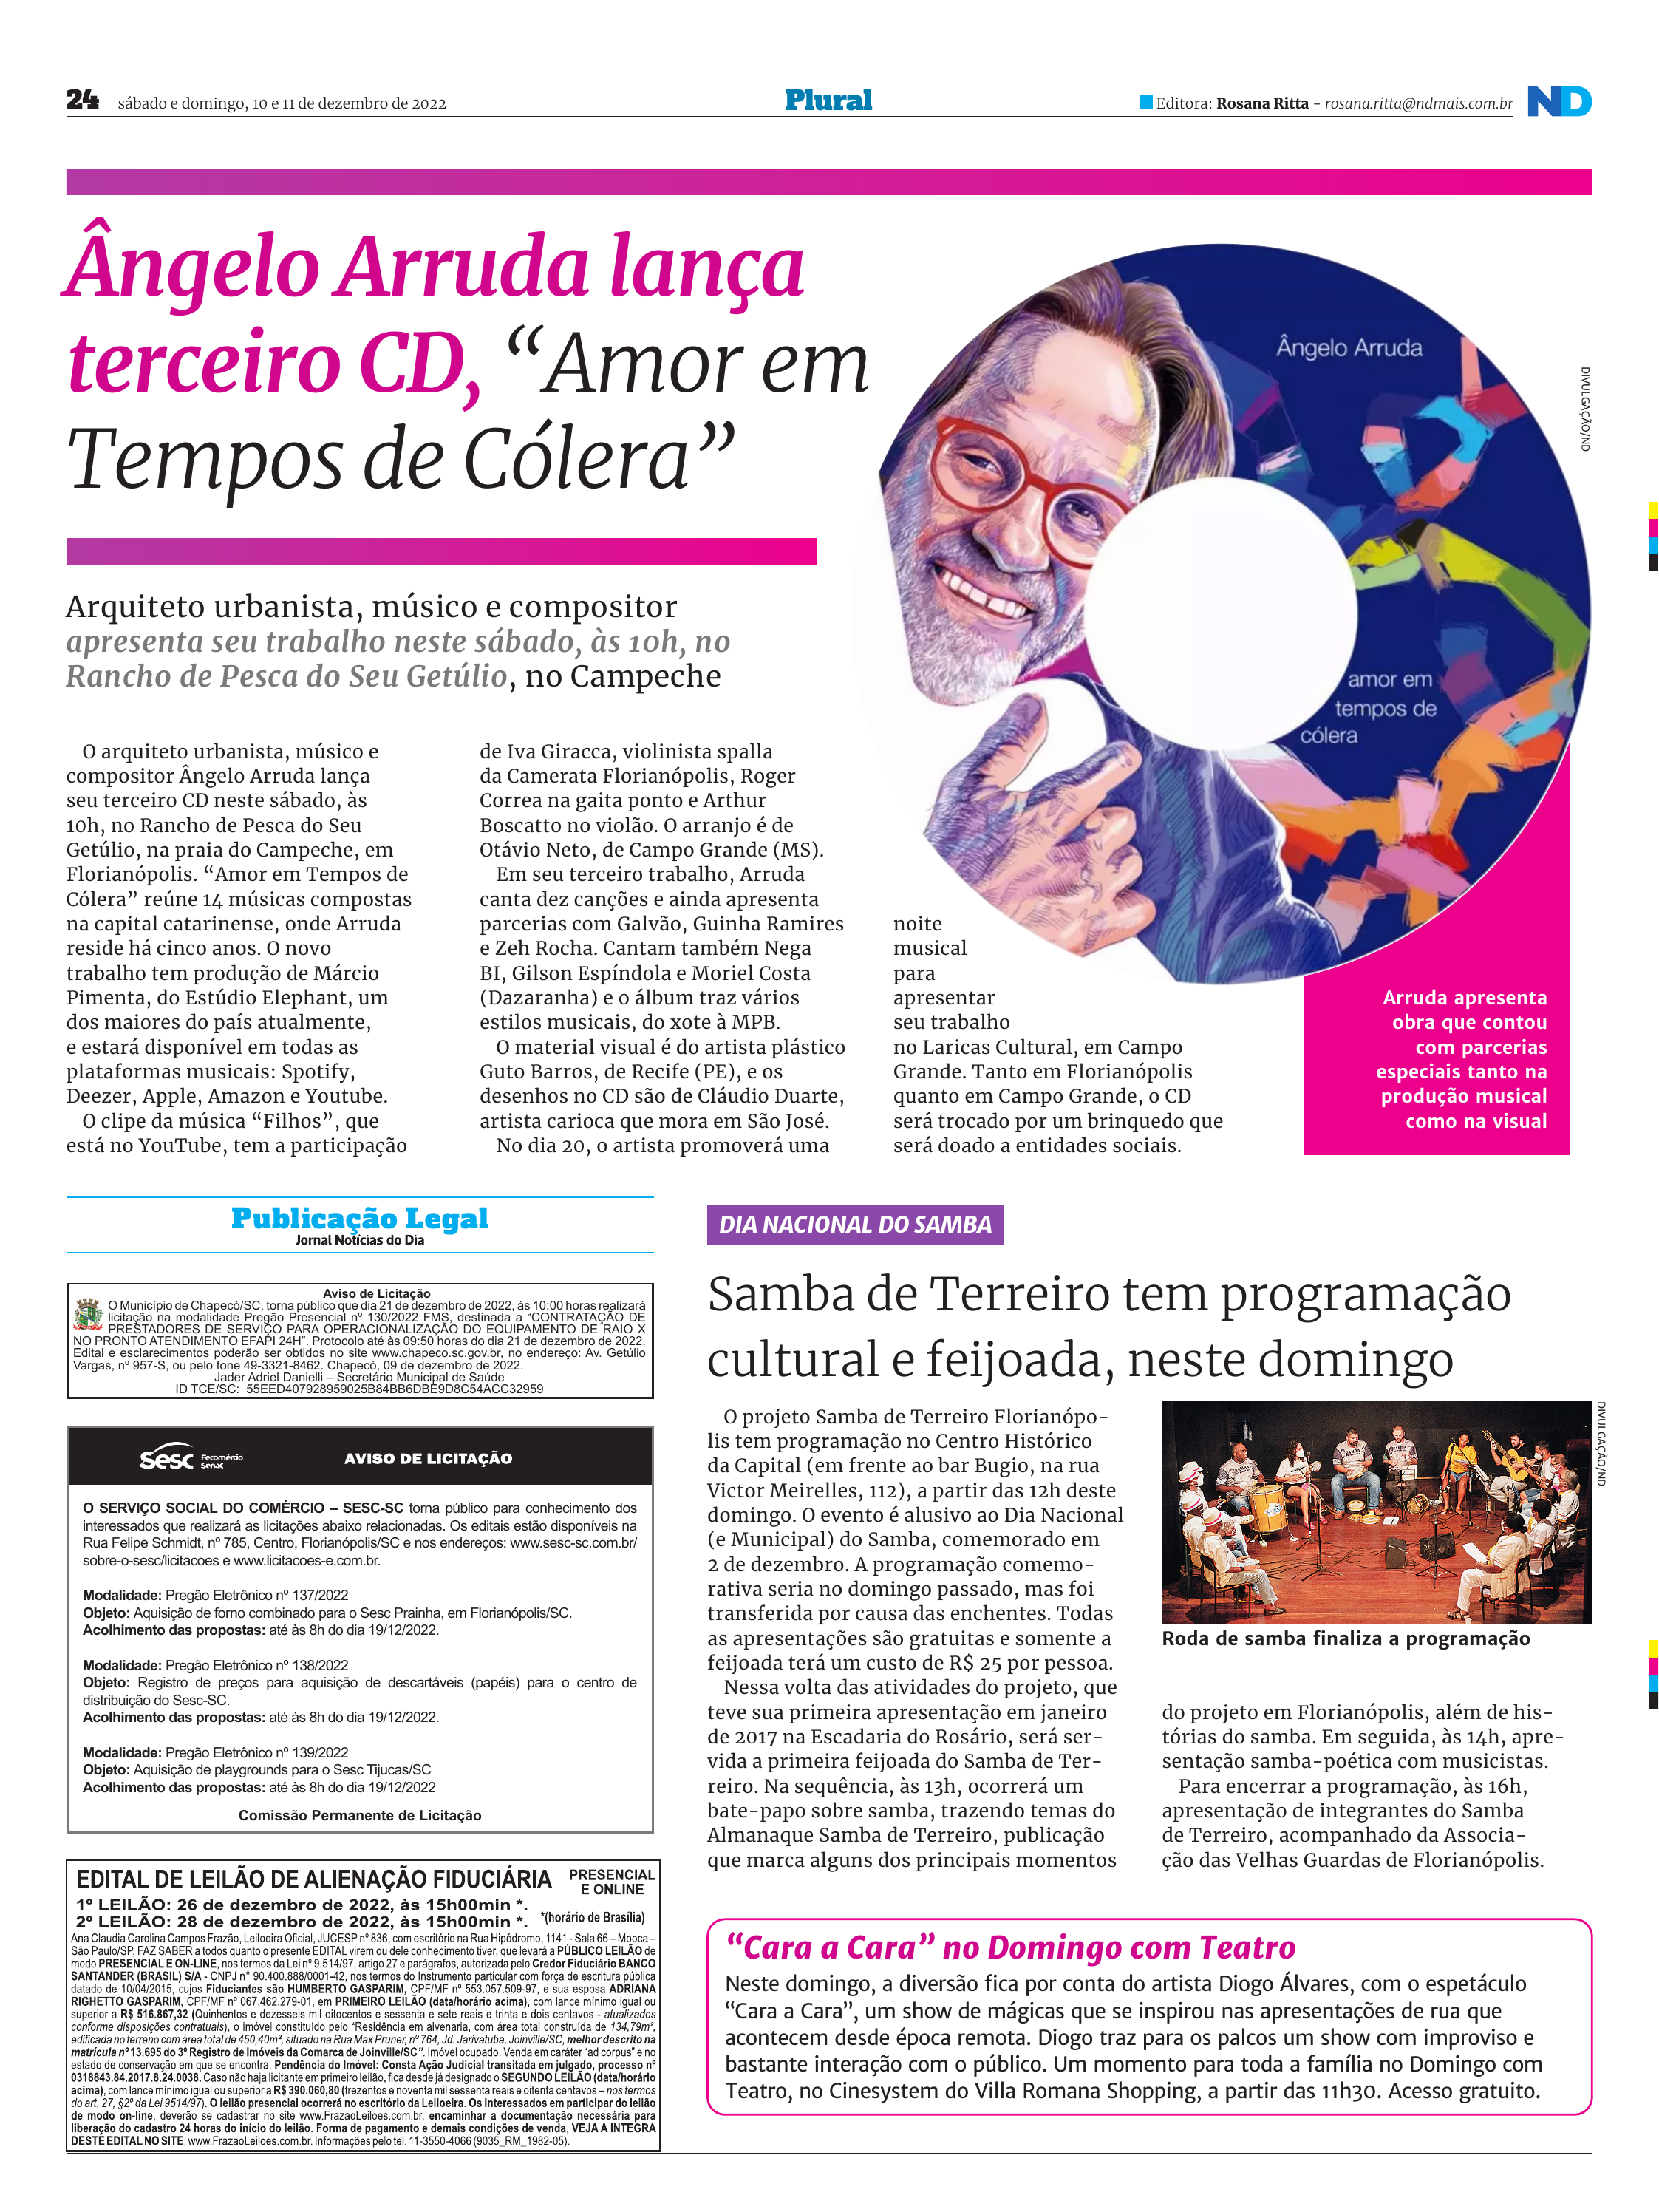 24 sábado e domingo, 10 e 11 de dezembro de 2022
Plural
Editora: Rosana Ritta - rosana.ritta@ndmais.com.br
ND
Ângelo Arruda lança
terceiro CD, “Amor em
Tempos de Cólera”
Arquiteto urbanista, músico e compositor
apresenta seu trabalho neste sábado, às 10h, no
Rancho de Pesca do Seu Getúlio, no Campeche
Ângelo Arruda
amor em
tempos de
cólera
DIVULGAÇÃO/ND
O arquiteto urbanista, músico e
compositor Ângelo Arruda lança
seu terceiro CD neste sábado, às
10h, no Rancho de Pesca do Seu
Getúlio, na praia do Campeche, em
Florianópolis. “Amor em Tempos de
Cólera” reúne 14 músicas compostas
na capital catarinense, onde Arruda
reside há cinco anos. O novo
trabalho tem produção de Márcio
Pimenta, do Estúdio Elephant, um
dos maiores do país atualmente,
e estará disponível em todas as
plataformas musicais: Spotify,
Deezer, Apple, Amazon e Youtube.
O clipe da música “Filhos”, que
está no YouTube, tem a participação
de Iva Giracca, violinista spalla
da Camerata Florianópolis, Roger
Correa na gaita ponto e Arthur
Boscatto no violão. O arranjo é de
Otávio Neto, de Campo Grande (MS).
Em seu terceiro trabalho, Arruda
canta dez canções e ainda apresenta
parcerias com Galvão, Guinha Ramires
e Zeh Rocha. Cantam também Nega
BI, Gilson Espíndola e Moriel Costa
(Dazaranha) e o álbum traz vários
estilos musicais, do xote à MPB.
O material visual é do artista plástico
Guto Barros, de Recife (PE), e os
desenhos no CD são de Cláudio Duarte,
artista carioca que mora em São José.
No dia 20, o artista promoverá uma
noite
musical
para
apresentar
seu trabalho
no Laricas Cultural, em Campo
Grande. Tanto em Florianópolis
quanto em Campo Grande, o CD
será trocado por um brinquedo que
será doado a entidades sociais.
Arruda apresenta
obra que contou
com parcerias
especiais tanto na
produção musical
como na visual
Publicação Legal
Jornal Notícias do Dia
Aviso de Licitação
O Município de Chapecó/SC, torna público que dia 21 de dezembro de 2022, às 10:00 horas realizará
licitação na modalidade Pregão Presencial nº 130/2022 FMS, destinada a “CONTRATAÇÃO DE
PRESTADORES DE SERVIÇO PARA OPERACIONALIZAÇÃO DO EQUIPAMENTO DE RAIO X
NO PRONTO ATENDIMENTO EFAPI 24H”. Protocolo até às 09:50 horas do dia 21 de dezembro de 2022.
Edital e esclarecimentos poderão ser obtidos no site www.chapeco.sc.gov.br, no endereço: Av. Getúlio
Vargas, nº 957-S, ou pelo fone 49-3321-8462. Chapecó, 09 de dezembro de 2022.
Jader Adriel Danielli – Secretário Municipal de Saúde
ID TCE/SC: 55EED407928959025B84BB6DBE9D8C54ACC32959
Sesc Fecomércio
Senac
AVISO DE LICITAÇÃO
O SERVIÇO SOCIAL DO COMÉRCIO – SESC-SC torna público para conhecimento dos
interessados que realizará as licitações abaixo relacionadas. Os editais estão disponíveis na
Rua Felipe Schmidt, nº 785, Centro, Florianópolis/SC e nos endereços: www.sesc-sc.com.br/
sobre-o-sesc/licitacoes e www.licitacoes-e.com.br.
Modalidade: Pregão Eletrônico nº 137/2022
Objeto: Aquisição de forno combinado para o Sesc Prainha, em Florianópolis/SC.
Acolhimento das propostas: até às 8h do dia 19/12/2022.
Modalidade: Pregão Eletrônico nº 138/2022
Objeto: Registro de preços para aquisição de descartáveis (papéis) para o centro de
distribuição do Sesc-SC.
Acolhimento das propostas: até às 8h do dia 19/12/2022.
Modalidade: Pregão Eletrônico nº 139/2022
Objeto: Aquisição de playgrounds para o Sesc Tijucas/SC
Acolhimento das propostas: até às 8h do dia 19/12/2022
Comissão Permanente de Licitação
EDITAL DE LEILÃO DE ALIENAÇÃO FIDUCIÁRIA PRESENCIAL
E ONLINE
1º LEILÃO: 26 de dezembro de 2022, às 15h00min *.
2º LEILÃO: 28 de dezembro de 2022, às 15h00min *. *(horário de Brasília)
Ana Claudia Carolina Campos Frazão, Leiloeira Oficial, JUCESP nº 836, com escritório na Rua Hipódromo, 1141 - Sala 66 – Mooca –
São Paulo/SP, FAZ SABER a todos quanto o presente EDITAL virem ou dele conhecimento tiver, que levará a PÚBLICO LEILÃO de
modo PRESENCIAL E ON-LINE, nos termos da Lei nº 9.514/97, artigo 27 e parágrafos, autorizada pelo Credor Fiduciário BANCO
SANTANDER (BRASIL) S/A - CNPJ n° 90.400.888/0001-42, nos termos do Instrumento particular com força de escritura pública
datado de 10/04/2015, cujos Fiduciantes são HUMBERTO GASPARIM, CPF/MF nº 553.057.509-97, e sua esposa ADRIANA
RIGHETTO GASPARIM, CPF/MF nº 067.462.279-01, em PRIMEIRO LEILÃO (data/horário acima), com lance mínimo igual ou
superior a R$ 516.867,32 (Quinhentos e dezesseis mil oitocentos e sessenta e sete reais e trinta e dois centavos - atualizados
conforme disposições contratuais), o imóvel constituído pelo “Residência em alvenaria, com área total construída de 134,79m²,
edificada no terreno com área total de 450,40m², situado na Rua Max Pruner, nº 764, Jd. Jarivatuba, Joinville/SC, melhor descrito na
matrícula nº 13.695 do 3º Registro de Imóveis da Comarca de Joinville/SC”. Imóvel ocupado. Venda em caráter “ad corpus” e no
estado de conservação em que se encontra. Pendência do Imóvel: Consta Ação Judicial transitada em julgado, processo nº
0318843.84.2017.8.24.0038. Caso não haja licitante em primeiro leilão, fica desde já designado o SEGUNDO LEILÃO (data/horário
acima), com lance mínimo igual ou superior a R$ 390.060,80 (trezentos e noventa mil sessenta reais e oitenta centavos – nos termos
do art. 27, §2º da Lei 9514/97). O leilão presencial ocorrerá no escritório da Leiloeira. Os interessados em participar do leilão
de modo on-line, deverão se cadastrar no site www.FrazaoLeiloes.com.br, encaminhar a documentação necessária para
liberação do cadastro 24 horas do início do leilão. Forma de pagamento e demais condições de venda, VEJA A INTEGRA
DESTE EDITAL NO SITE: www.FrazaoLeiloes.com.br. Informações pelo tel. 11-3550-4066 (9035_RM_1982-05).
DIA NACIONAL DO SAMBA
Samba de Terreiro tem programação
cultural e feijoada, neste domingo
O projeto Samba de Terreiro Florianópo-
lis tem programação no Centro Histórico
da Capital (em frente ao bar Bugio, na rua
Victor Meirelles, 112), a partir das 12h deste
domingo. O evento é alusivo ao Dia Nacional
(e Municipal) do Samba, comemorado em
2 de dezembro. A programação comemo-
rativa seria no domingo passado, mas foi
transferida por causa das enchentes. Todas
as apresentações são gratuitas e somente a
feijoada terá um custo de R$ 25 por pessoa.
Nessa volta das atividades do projeto, que
teve sua primeira apresentação em janeiro
de 2017 na Escadaria do Rosário, será ser-
vida a primeira feijoada do Samba de Ter-
reiro. Na sequência, às 13h, ocorrerá um
bate-papo sobre samba, trazendo temas do
Almanaque Samba de Terreiro, publicação
que marca alguns dos principais momentos
DIVULGAÇÃO/ND
Roda de samba finaliza a programação
do projeto em Florianópolis, além de his-
tórias do samba. Em seguida, às 14h, apre-
sentação samba-poética com musicistas.
Para encerrar a programação, às 16h,
apresentação de integrantes do Samba
de Terreiro, acompanhado da Associa-
ção das Velhas Guardas de Florianópolis.
“Cara a Cara” no Domingo com Teatro
Neste domingo, a diversão fica por conta do artista Diogo Álvares, com o espetáculo
“Cara a Cara”, um show de mágicas que se inspirou nas apresentações de rua que
acontecem desde época remota. Diogo traz para os palcos um show com improviso e
bastante interação com o público. Um momento para toda a família no Domingo com
Teatro, no Cinesystem do Villa Romana Shopping, a partir das 11h30. Acesso gratuito.